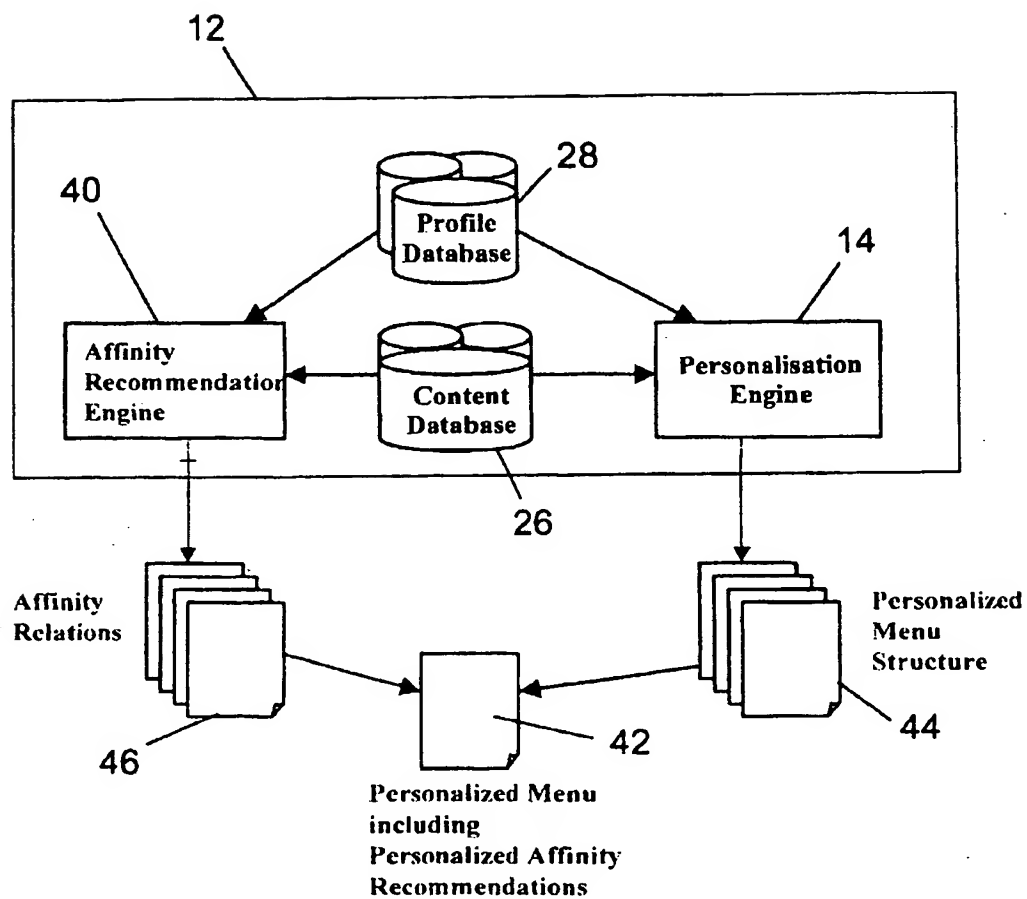 12
28
40
Profile
Database
14
Affinity
Recommendation
Engine
Content
Database
Personalisation
Engine
26
Affinity
Relations
Personalized
Menu
Structure
46
42
44
Personalized Menu
including
Personalized Affinity
Recommendations